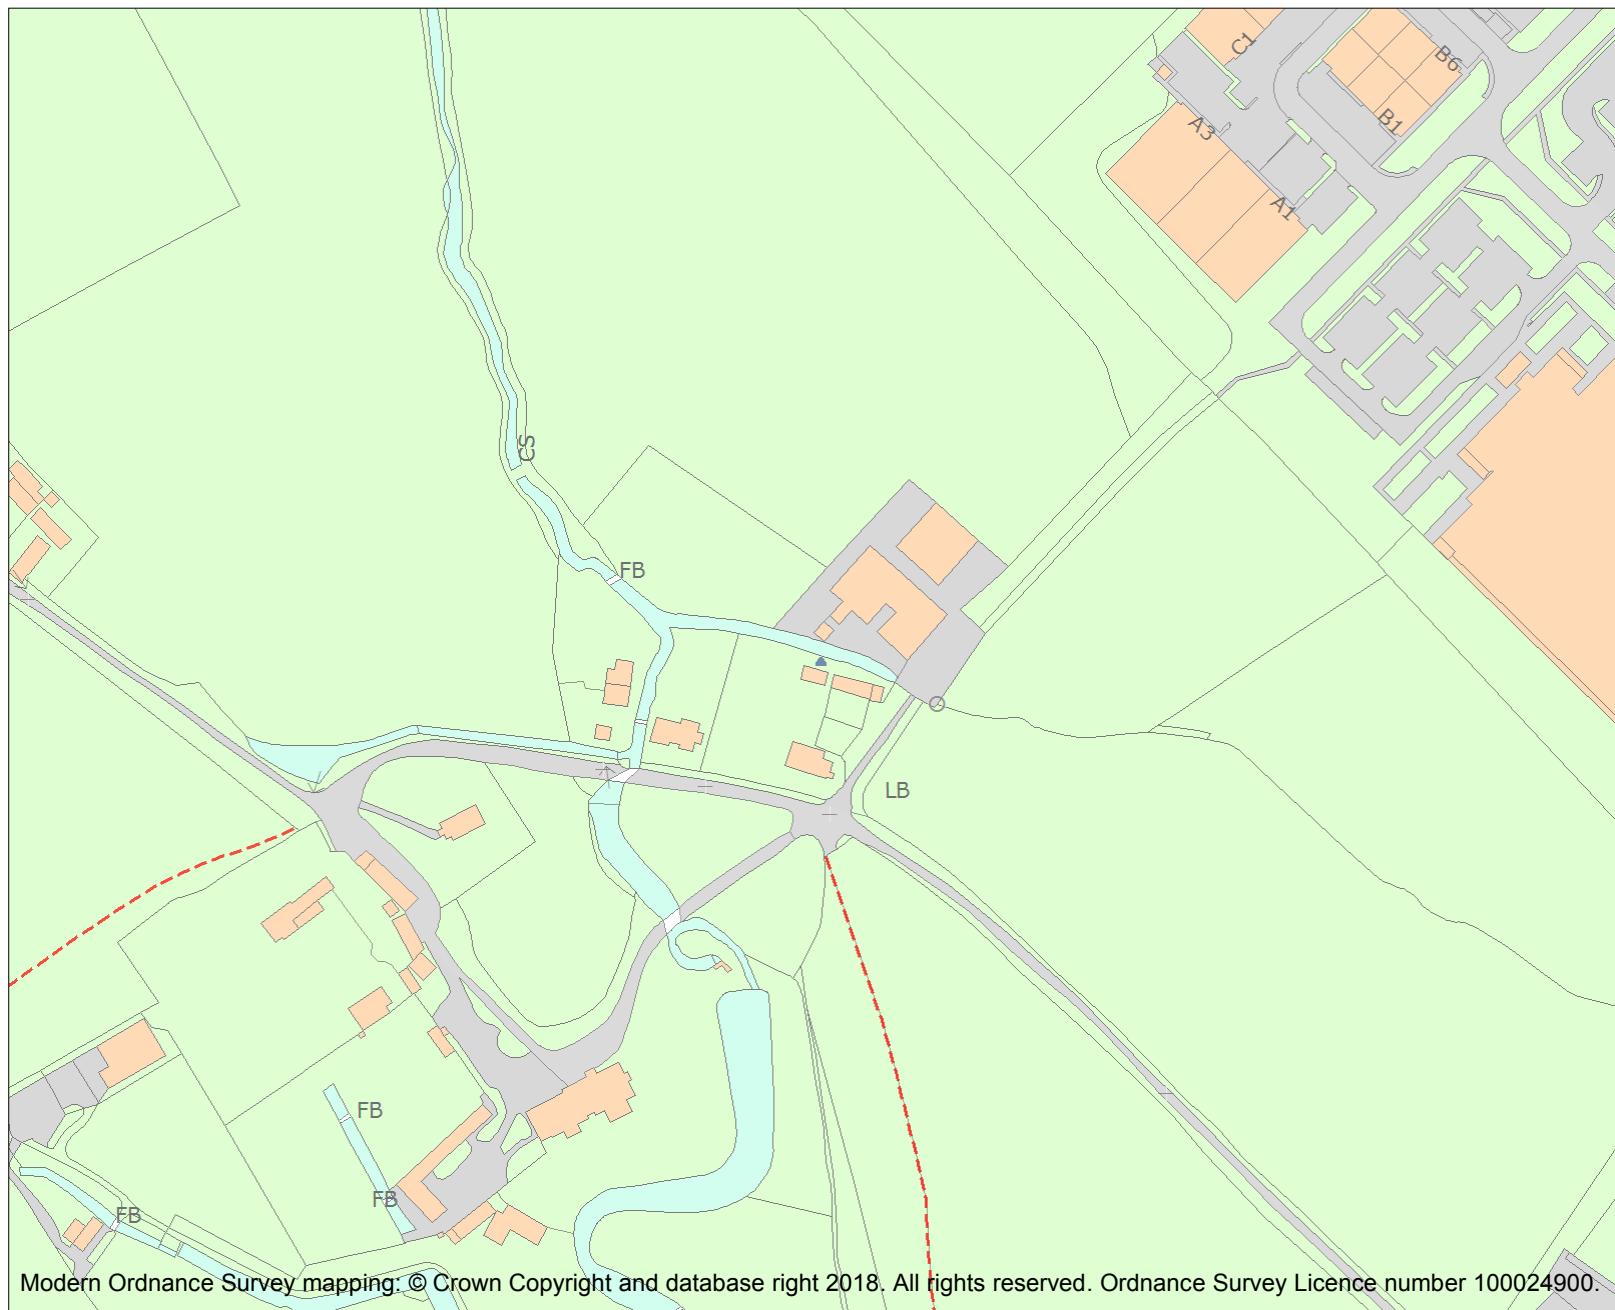 C1
B6
A3
B1
A1
CS
FB
LB
FB
FB
FB
Modern Ordnance Survey mapping: © Crown Copyright and database right 2018. All rights reserved. Ordnance Survey Licence number 100024900.